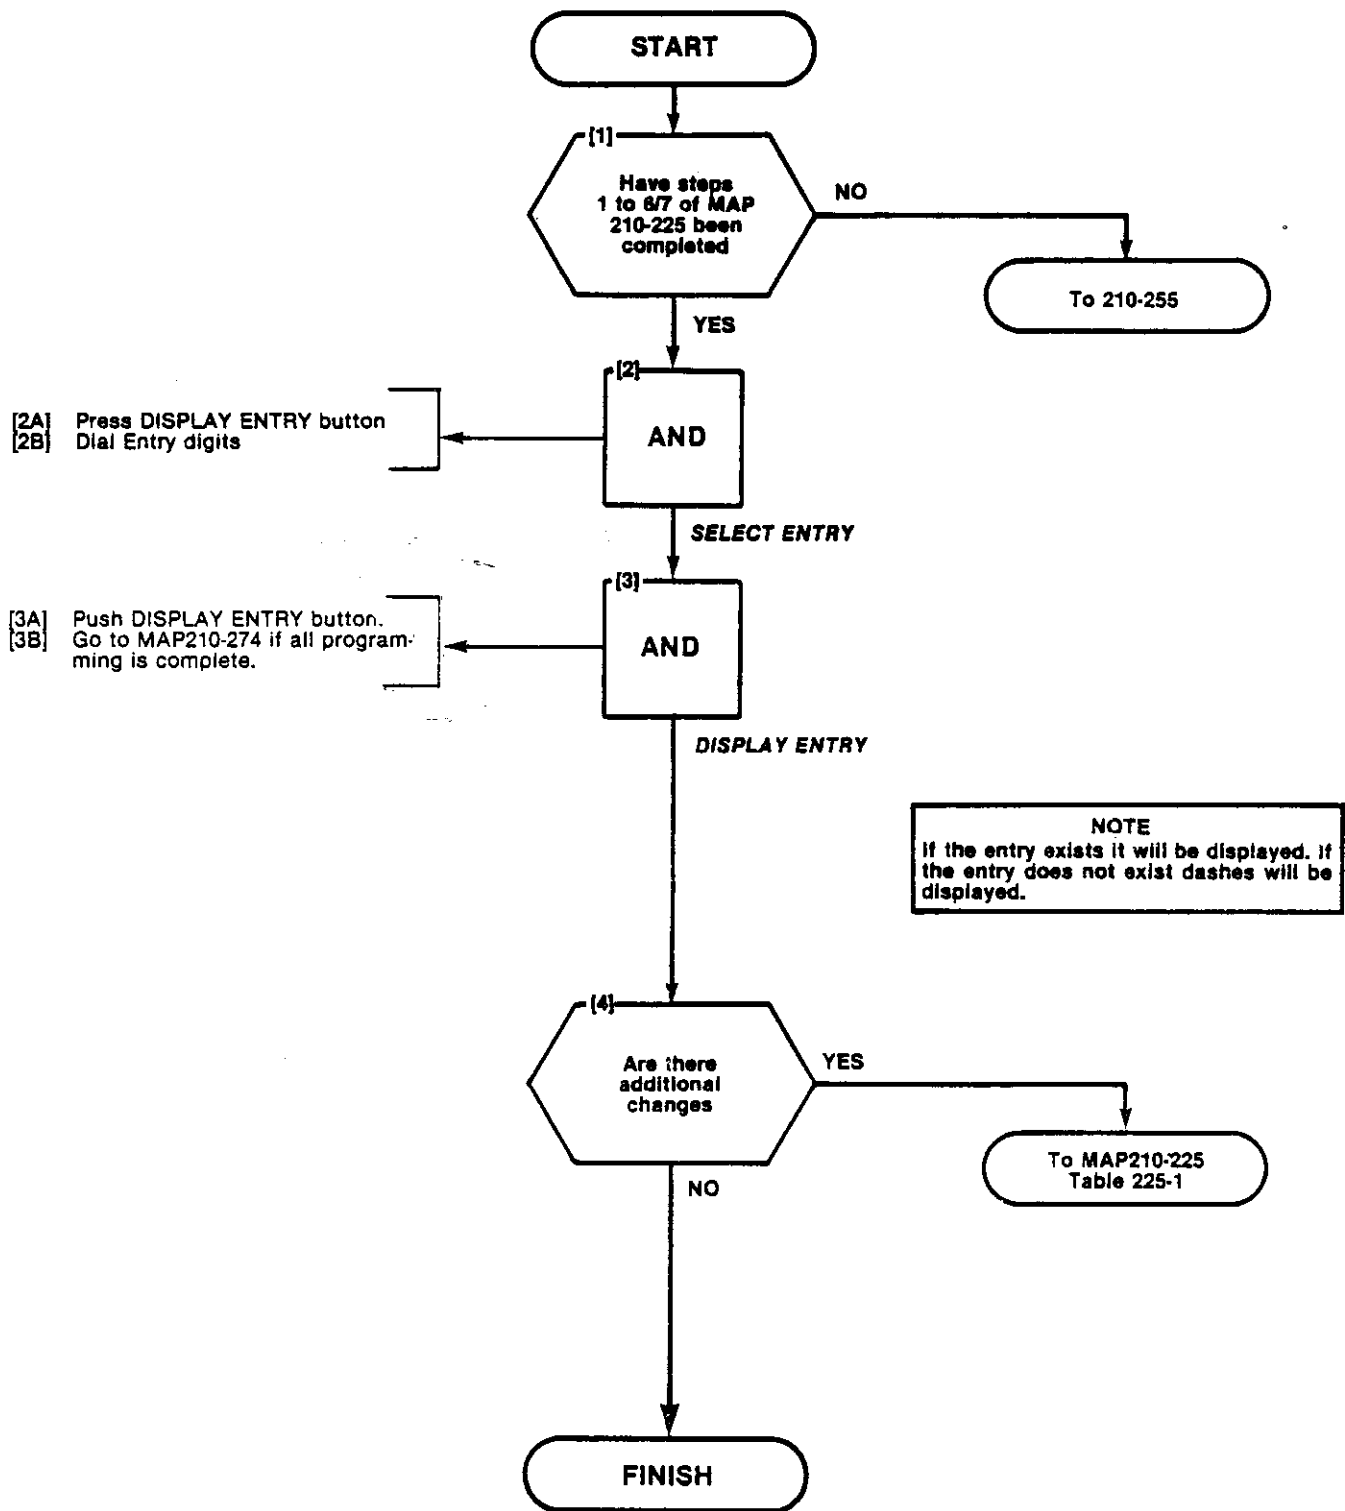 START
[1]
Have steps
1 to 6/7 of MAP
210-225 been
completed
NO
To 210-255
YES
[2]
AND
[2A] Press DISPLAY ENTRY button
[2B] Dial Entry digits
SELECT ENTRY
[3]
AND
[3A] Push DISPLAY ENTRY button.
[3B] Go to MAP210-274 if all program-
ming is complete.
DISPLAY ENTRY
NOTE
If the entry exists it will be displayed. If
the entry does not exist dashes will be
displayed.
[4]
Are there
additional
changes
YES
To MAP210-225
Table 225-1
NO
FINISH